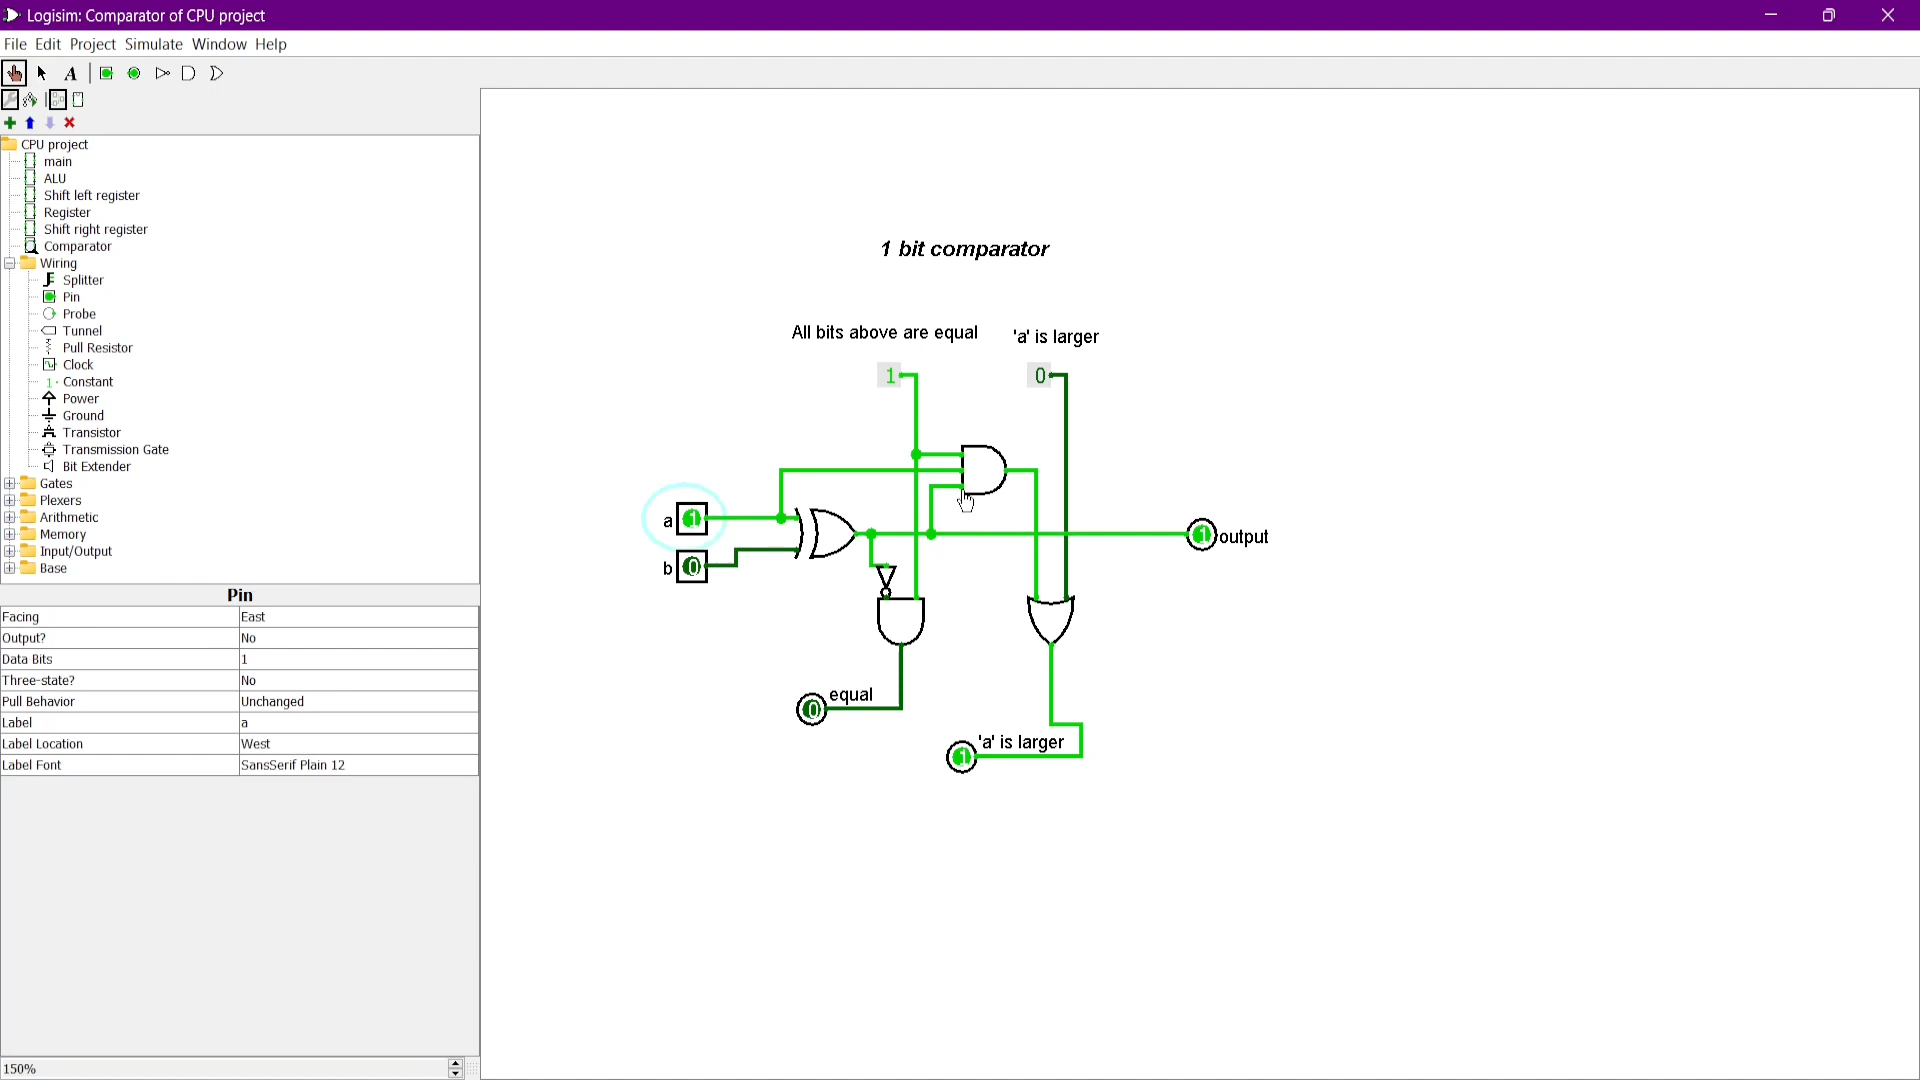 Logisim: Comparator of CPU project
File Edit Project Simulate Window Help
A
CPU project
main
ALU
Shift left register
Register
Shift right register
Comparator
Wiring
Splitter
Pin
Probe
Tunnel
Pull Resistor
Clock
1 Constant
Power
Ground
Transistor
Transmission Gate
Bit Extender
Gates
Plexers
Arithmetic
Memory
Input/Output
Base
Pin
Facing East
Output? No
Data Bits 1
Three-state? No
Pull Behavior Unchanged
Label a
Label Location West
Label Font SansSerif Plain 12
150%
1 bit comparator
All bits above are equal 'a' is larger
1 0
a 1
b 0
1 output
equal
0
'a' is larger
1